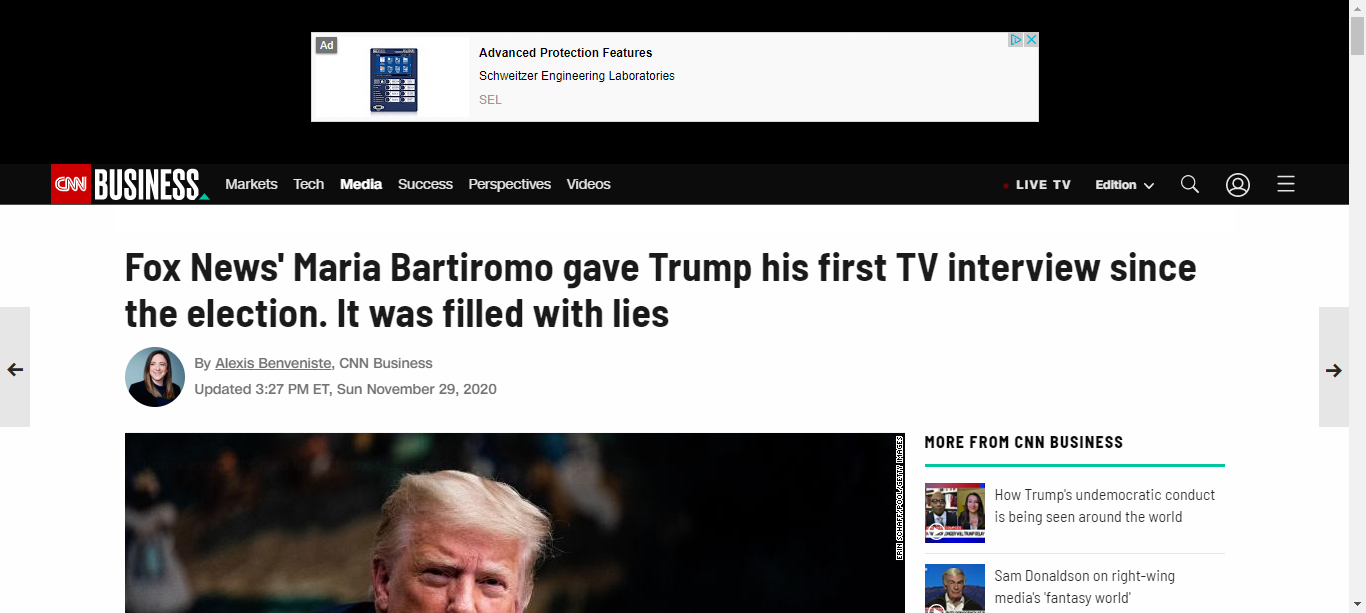 Ad
Advanced Protection Features
Schweitzer Engineering Laboratories
SEL
CNN BUSINESS Markets Tech Media Success Perspectives Videos LIVE TV Edition
Fox News' Maria Bartiromo gave Trump his first TV interview since
the election. It was filled with lies
By Alexis Benveniste, CNN Business
Updated 3:27 PM ET, Sun November 29, 2020
ERIN SCHAFF/POOL/GETTY IMAGES
MORE FROM CNN BUSINESS
How Trump's undemocratic conduct
is being seen around the world
Sam Donaldson on right-wing
media's 'fantasy world'